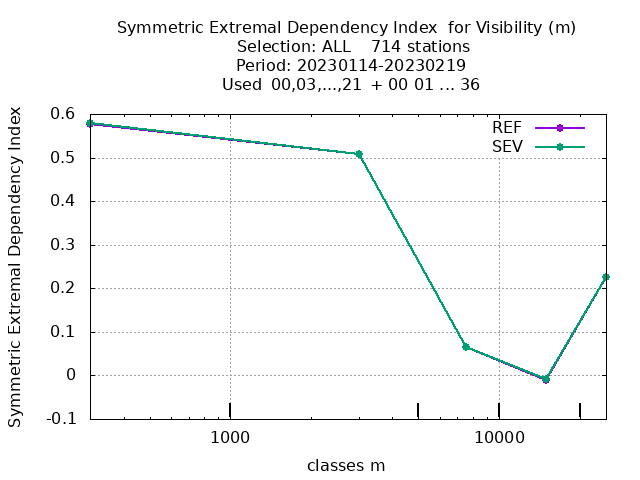 Symmetric Extremal Dependency Index  for Visibility (m)
Selection: ALL    714 stations
Period: 20230114-20230219
Used  00,03,...,21  + 00 01 ... 36
Symmetric Extremal Dependency Index
0.6
0.5
0.4
0.3
0.2
0.1
0
-0.1
REF
SEV
1000 10000
classes m